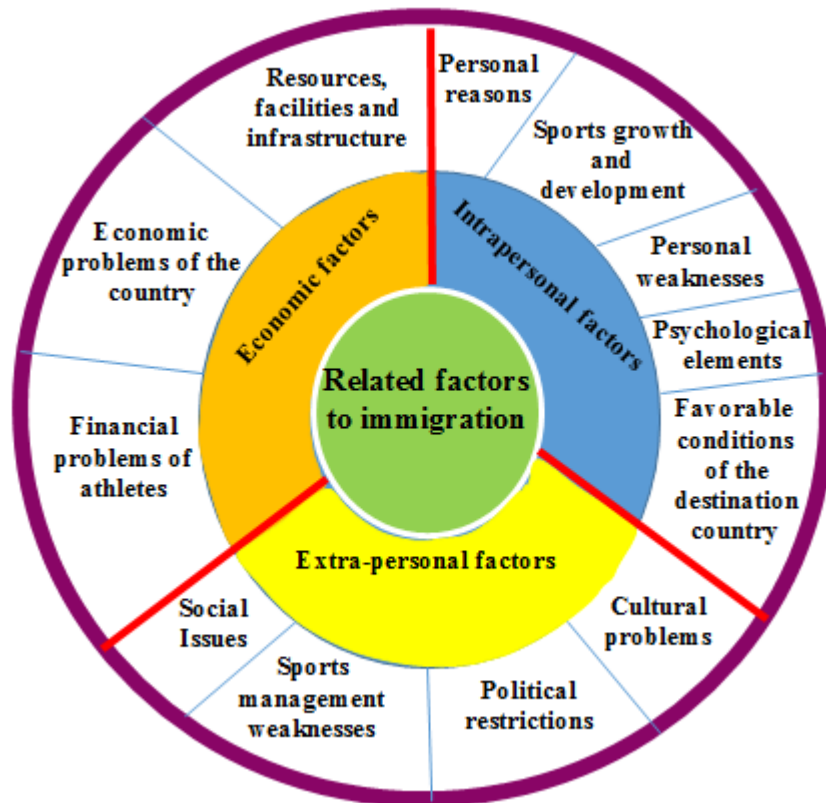 Related factors
to immigration
Intrapersonal factors
Personal
reasons
Sports growth
and
development
Personal
weaknesses
Psychological
elements
Favorable
conditions
of the
destination
country
Extra-personal factors
Cultural
problems
Political
restrictions
Sports
management
weaknesses
Social
Issues
Economic factors
Financial
problems of
athletes
Economic
problems of the
country
Resources,
facilities and
infrastructure